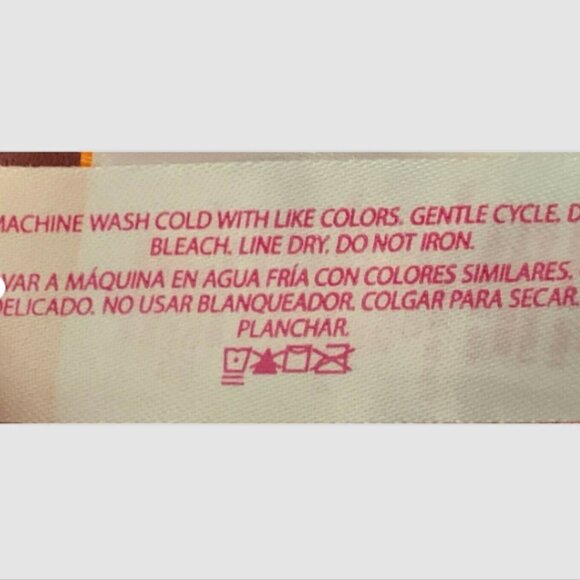 MACHINE WASH COLD WITH LIKE COLORS. GENTLE CYCLE. D
BLEACH. LINE DRY. DO NOT IRON.
VAR A MÁQUINA EN AGUA FRÍA CON COLORES SIMILARES.
DELICADO. NO USAR BLANQUEADOR. COLGAR PARA SECAR
PLANCHAR.